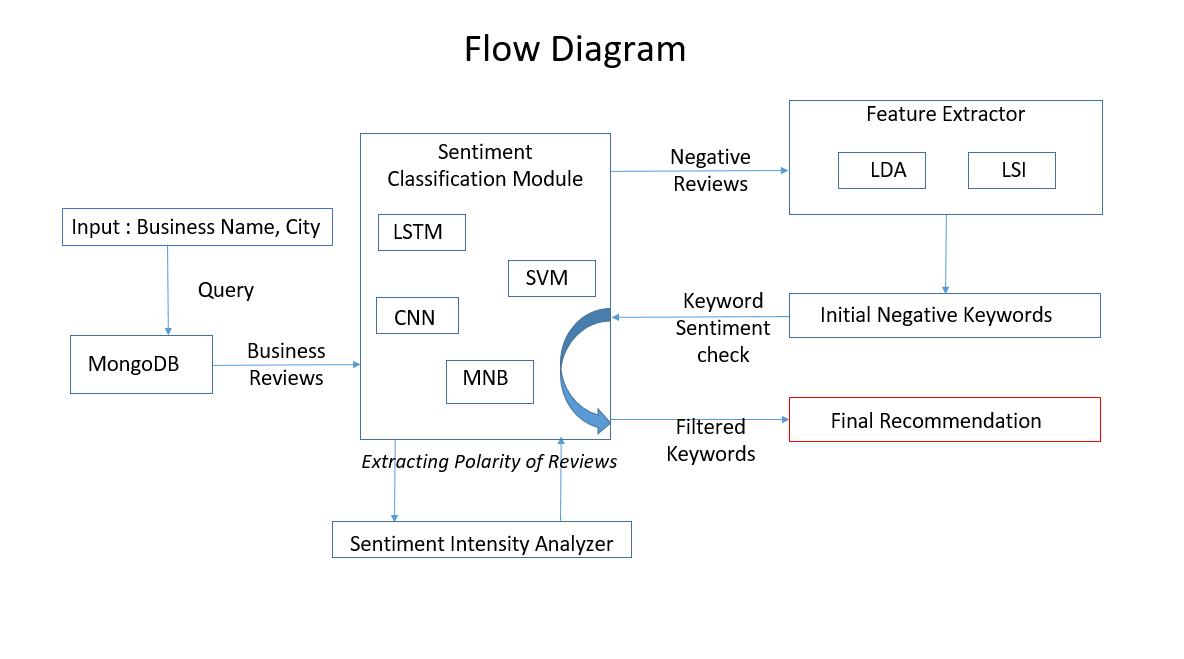 Flow Diagram
Input : Business Name, City
Query
MongoDB
Business
Reviews
Sentiment
Classification Module
LSTM
SVM
CNN
MNB
Extracting Polarity of Reviews
Sentiment Intensity Analyzer
Negative
Reviews
Feature Extractor
LDA
LSI
Initial Negative Keywords
Keyword
Sentiment
check
Filtered
Keywords
Final Recommendation